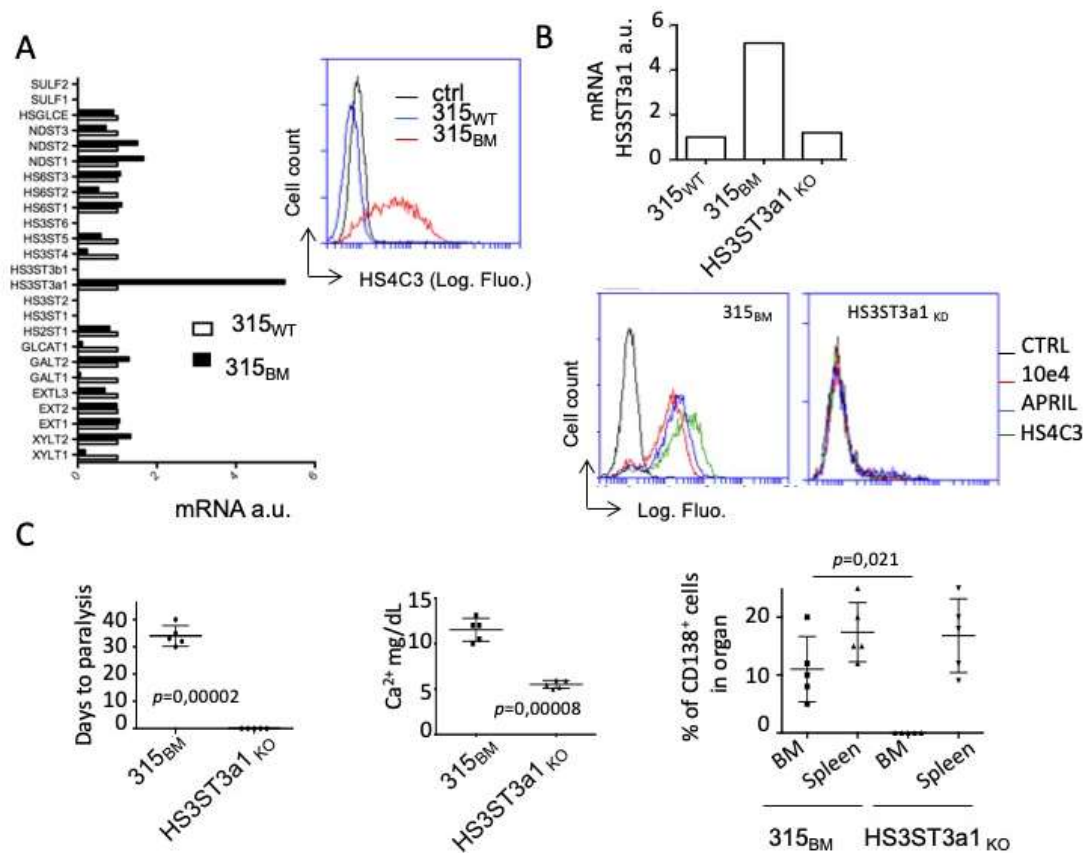 A
SULF2
SULF1
HSGLCE
NDST3
NDST2
NDST1
HS6ST3
HS6ST2
HS6ST1
HS3ST6
HS3ST5
HS3ST4
HS3ST3b1
HS3ST3a1
HS3ST2
HS3ST1
HS2ST1
GLCAT1
GALT2
GALT1
EXTL3
EXT2
EXT1
XYLT2
XYLT1
0 2 4 6
mRNA a.u.
315WT
315BM
ctrl
315WT
315BM
Cell count
HS4C3 (Log. Fluo.)
B
mRNA
HS3ST3a1 a.u.
6
4
2
0
315WT
315BM
HS3ST3a1 KO
315BM
HS3ST3a1 KD
CTRL
10e4
APRIL
HS4C3
Cell count
Log. Fluo.
C
Days to paralysis
40
30
20
10
0
p=0,00002
315BM
HS3ST3a1 KO
Ca2+ mg/dL
15
10
5
0
p=0,00008
315BM
HS3ST3a1 KO
% of CD138+ cells
in organ
p=0,021
20
10
0
BM
Spleen
BM
Spleen
315BM
HS3ST3a1 KO